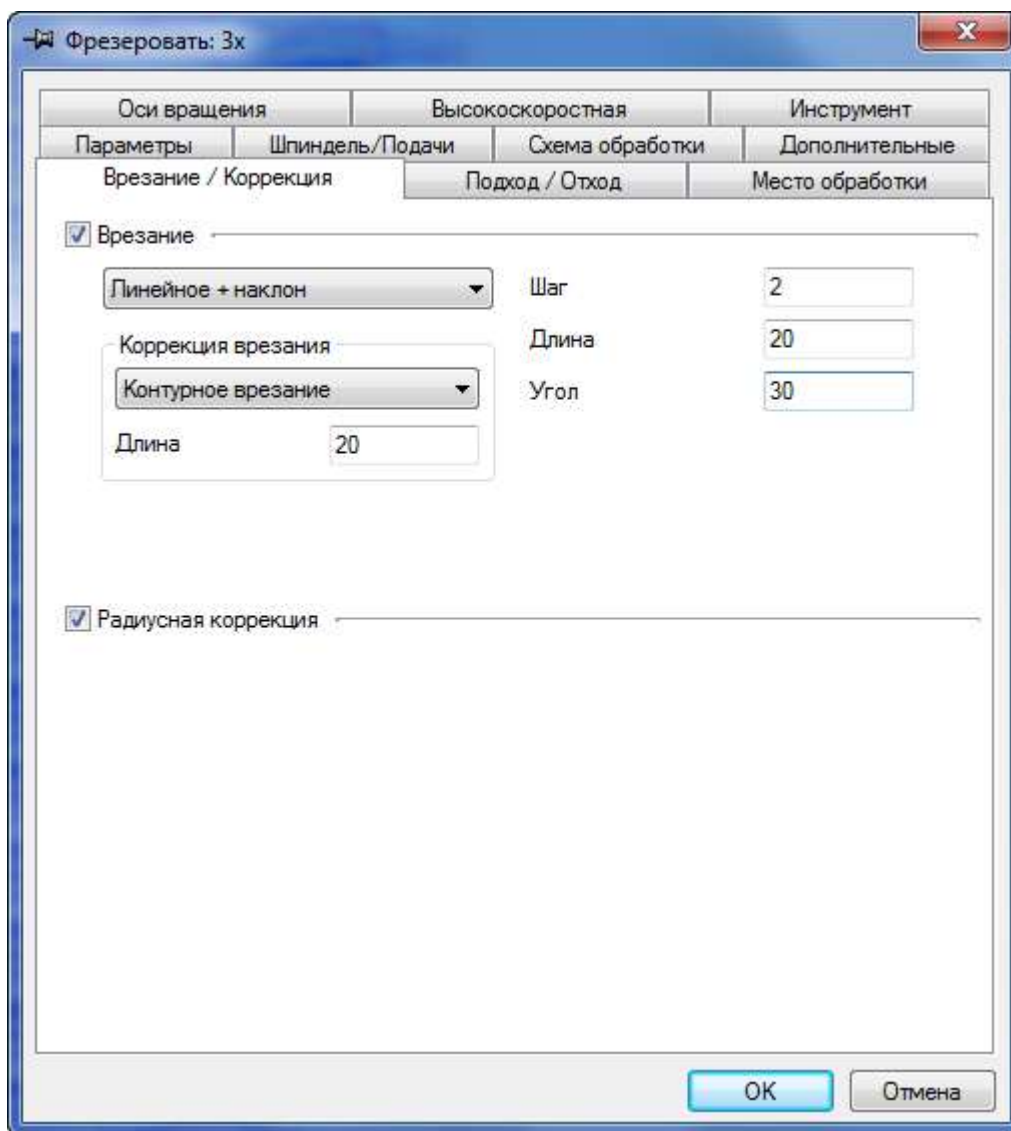 Фрезеровать: 3x
Оси вращения Высокоскоростная Инструмент
Параметры Шпиндель/Подачи Схема обработки Дополнительные
Врезание / Коррекция Подход / Отход Место обработки
Врезание
Линейное + наклон Шаг 2
Коррекция врезания Длина 20
Контурное врезание Угол 30
Длина 20
Радиусная коррекция
OK Отмена